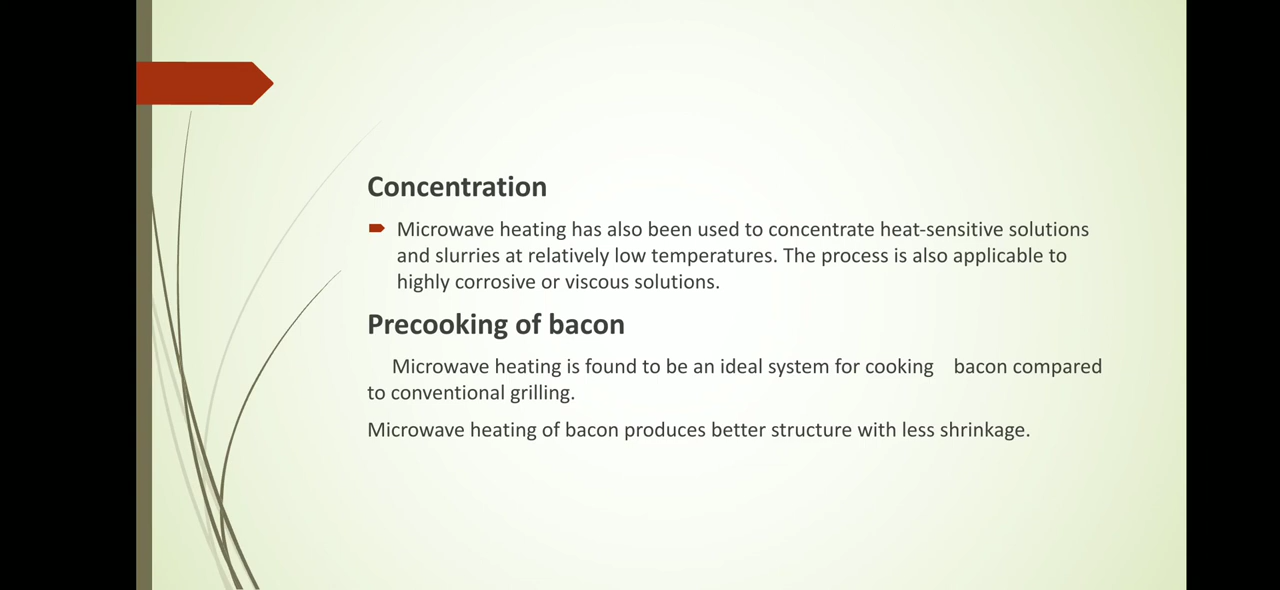 Concentration
Microwave heating has also been used to concentrate heat-sensitive solutions
and slurries at relatively low temperatures. The process is also applicable to
highly corrosive or viscous solutions.
Precooking of bacon
Microwave heating is found to be an ideal system for cooking    bacon compared
to conventional grilling.
Microwave heating of bacon produces better structure with less shrinkage.